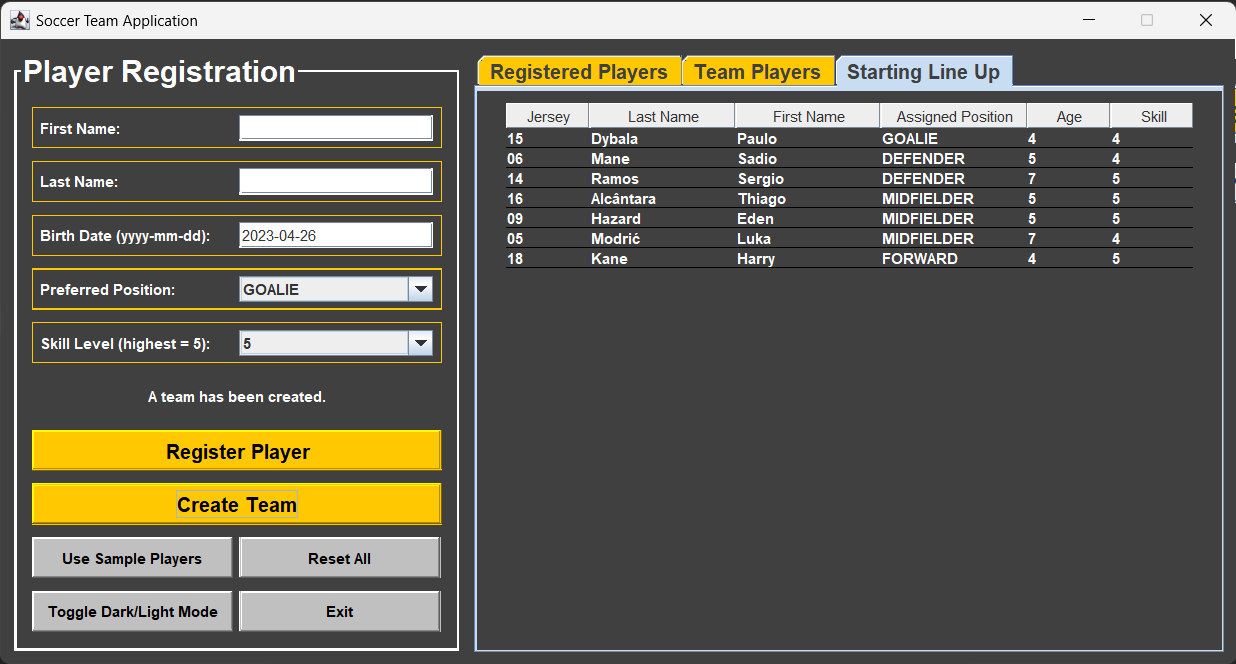 Soccer Team Application
Player Registration
First Name:
Last Name:
Birth Date (yyyy-mm-dd): 2023-04-26
Preferred Position: GOALIE
Skill Level (highest = 5): 5
A team has been created.
Register Player
Create Team
Use Sample Players Reset All
Toggle Dark/Light Mode Exit
Registered Players Team Players Starting Line Up
Jersey Last Name First Name Assigned Position Age Skill
15 Dybala Paulo GOALIE 4 4
06 Mane Sadio DEFENDER 5 4
14 Ramos Sergio DEFENDER 7 5
16 Alcântara Thiago MIDFIELDER 5 5
09 Hazard Eden MIDFIELDER 5 5
05 Modrić Luka MIDFIELDER 7 4
18 Kane Harry FORWARD 4 5